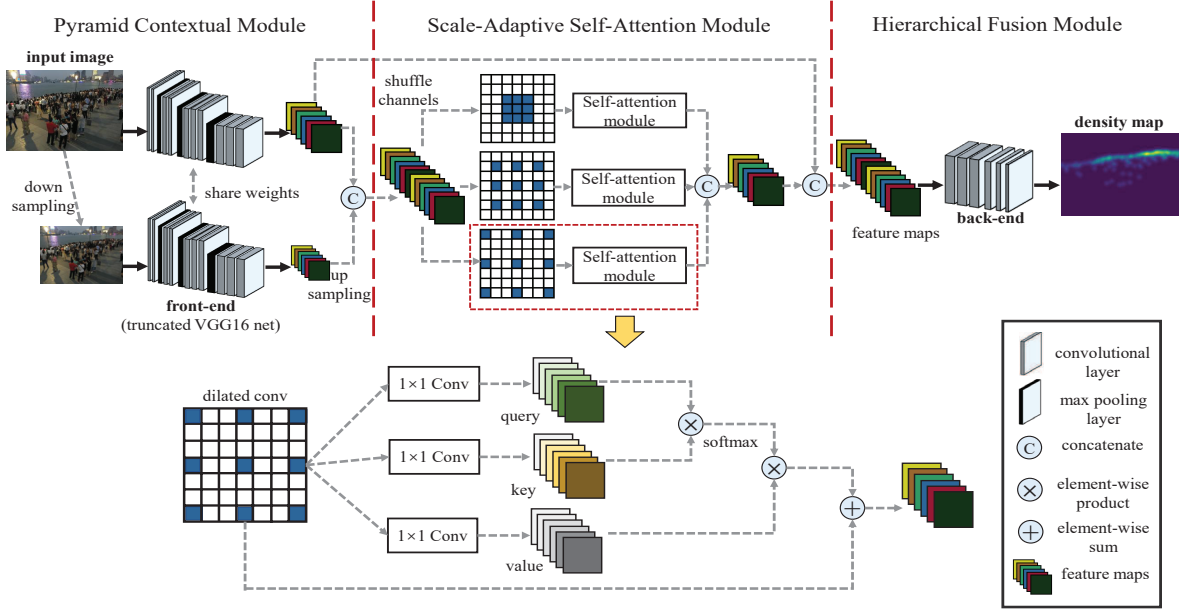 Pyramid Contextual Module
Scale-Adaptive Self-Attention Module
Hierarchical Fusion Module
input image
down
sampling
share weights
front-end
(truncated VGG16 net)
up
sampling
C
shuffle
channels
Self-attention
module
Self-attention
module
Self-attention
module
C
C
feature maps
back-end
density map
dilated conv
1×1 Conv
query
1×1 Conv
key
1×1 Conv
value
×
softmax
×
+
convolutional
layer
max pooling
layer
C
concatenate
×
element-wise
product
+
element-wise
sum
feature maps